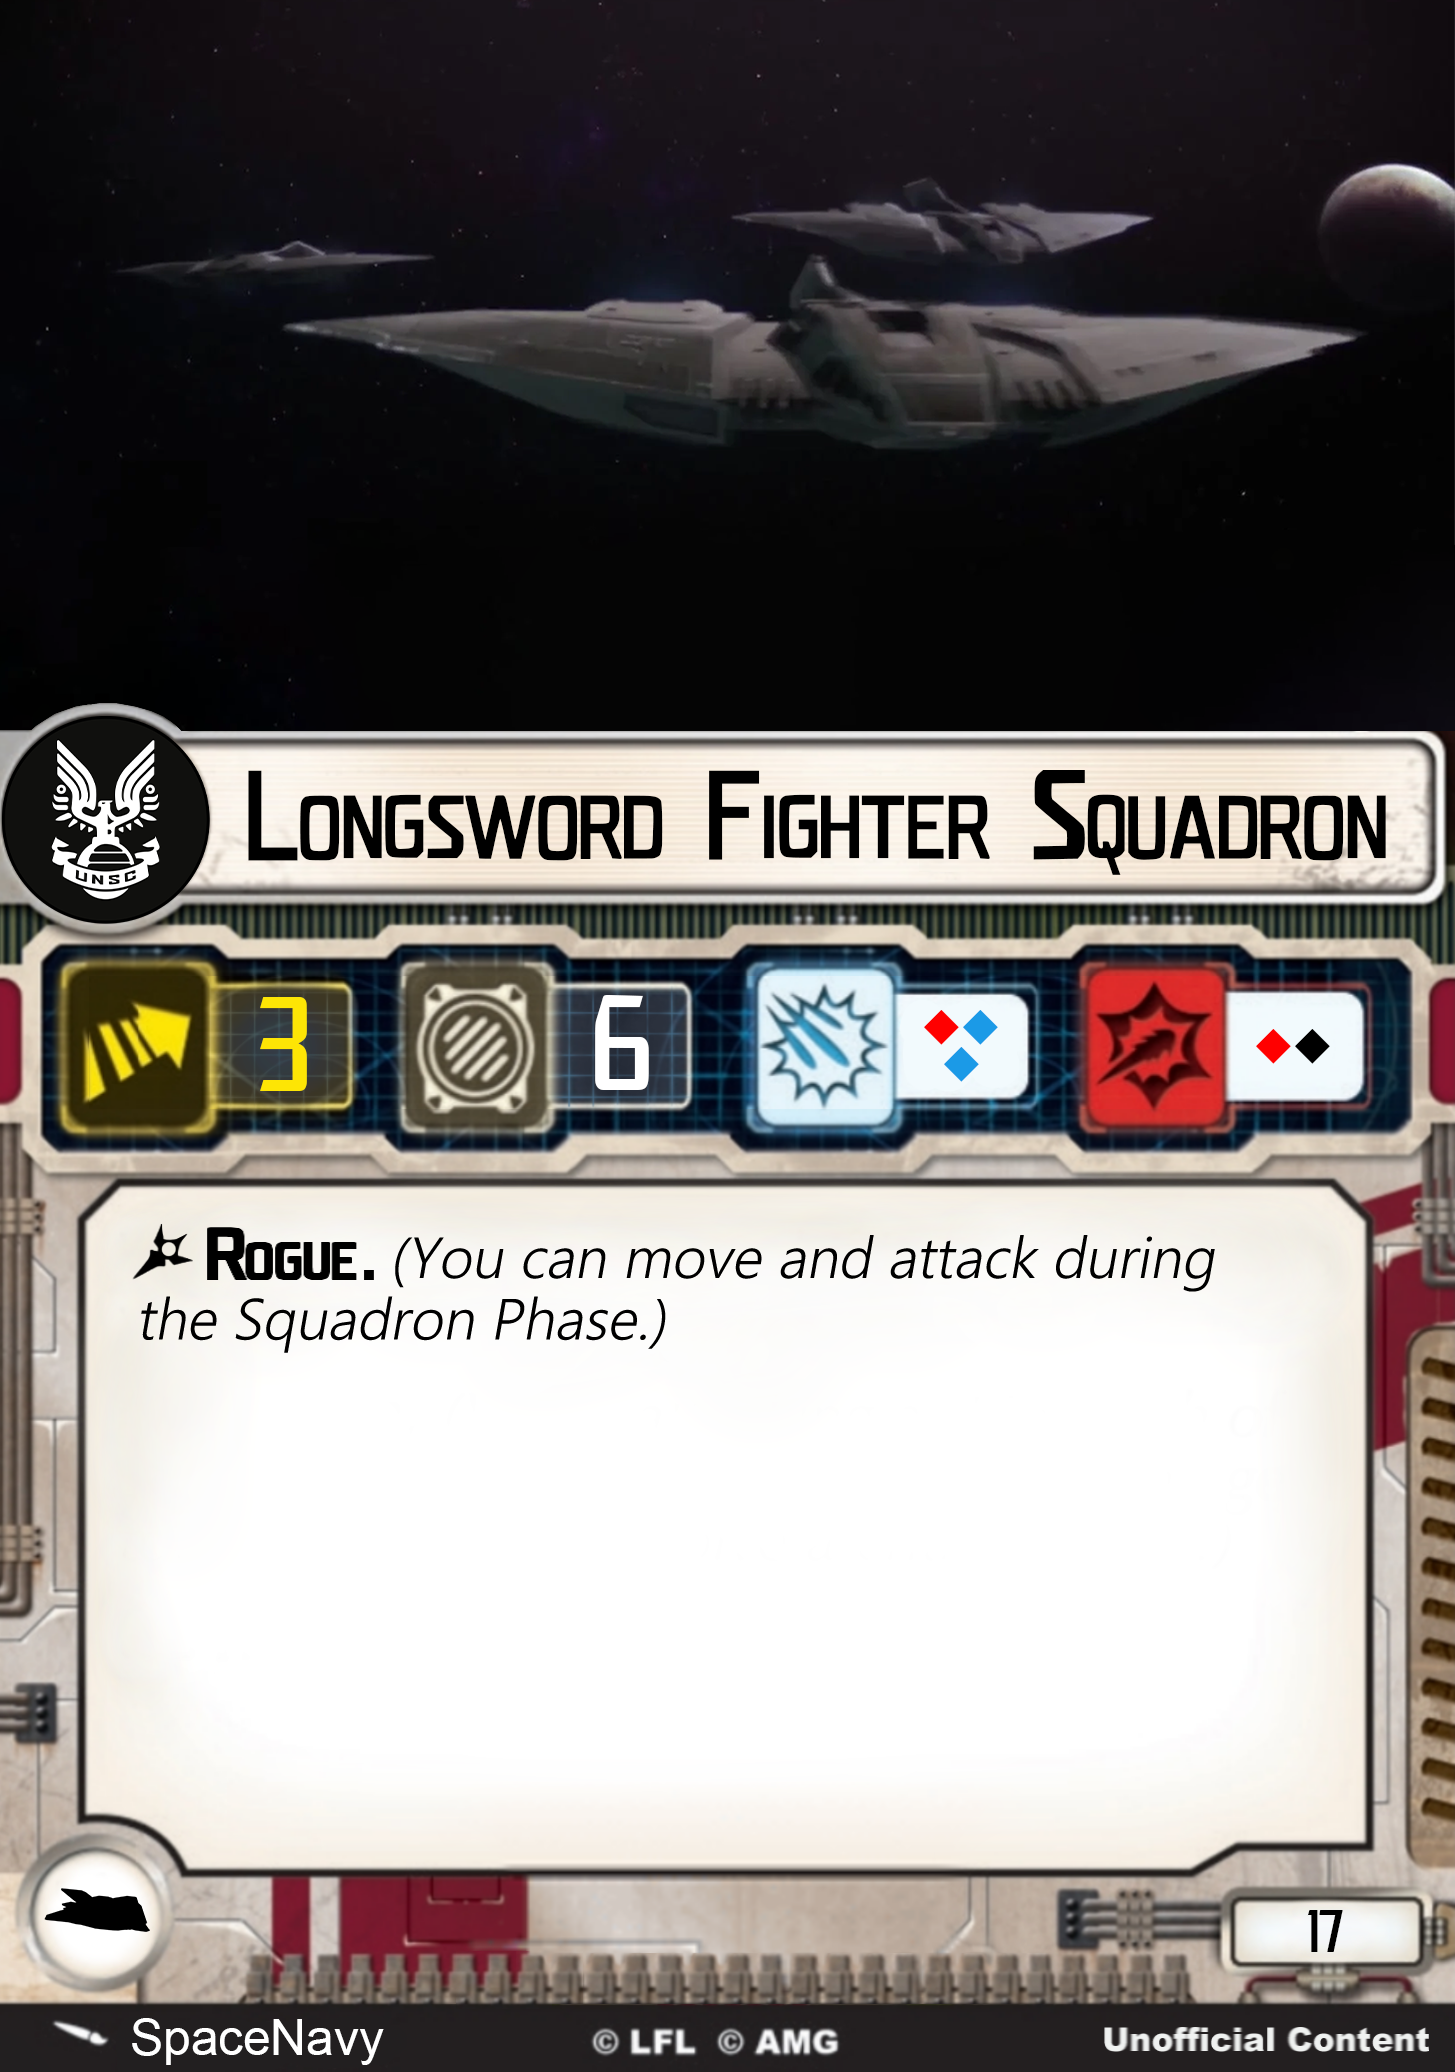 UNSC
Longsword Fighter Squadron
3
6
Rogue. (You can move and attack during
the Squadron Phase.)
17
SpaceNavy
© LFL © AMG
Unofficial Content